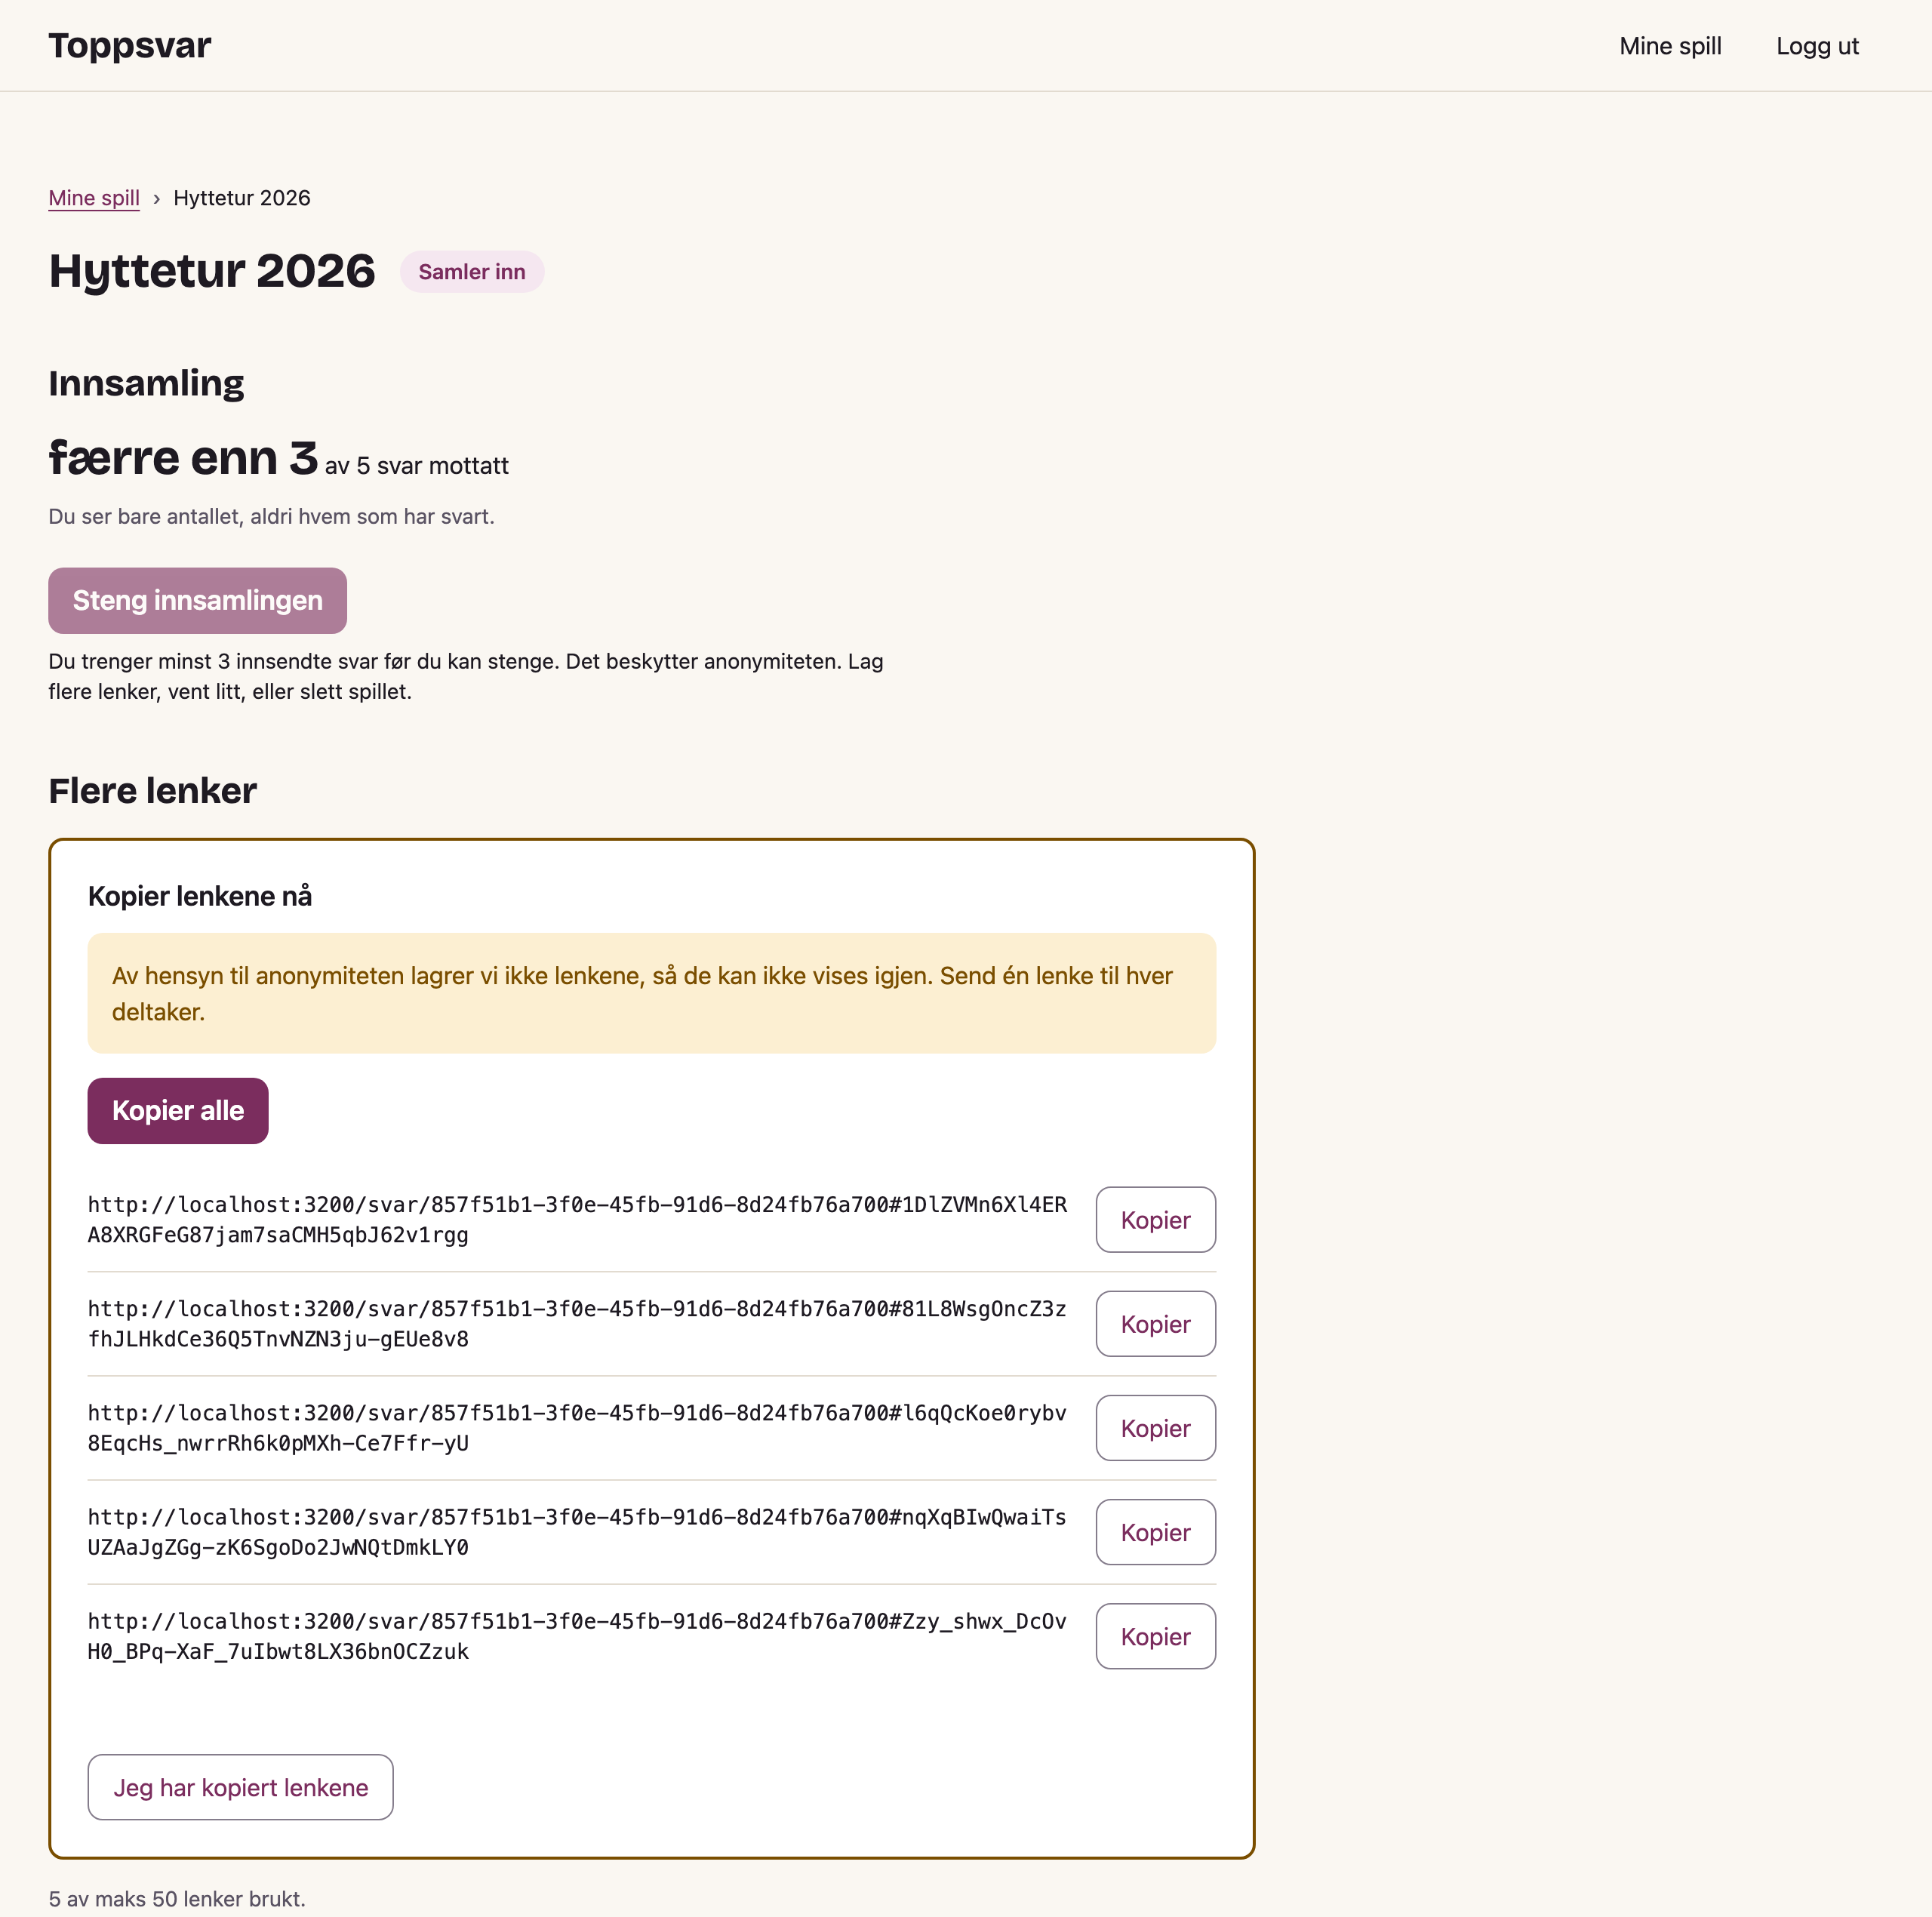 Toppsvar
Mine spill
Logg ut
Mine spill › Hyttetur 2026
Hyttetur 2026
Samler inn
Innsamling
færre enn 3 av 5 svar mottatt
Du ser bare antallet, aldri hvem som har svart.
Steng innsamlingen
Du trenger minst 3 innsendte svar før du kan stenge. Det beskytter anonymiteten. Lag
flere lenker, vent litt, eller slett spillet.
Flere lenker
Kopier lenkene nå
Av hensyn til anonymiteten lagrer vi ikke lenkene, så de kan ikke vises igjen. Send én lenke til hver
deltaker.
Kopier alle
http://localhost:3200/svar/857f51b1-3f0e-45fb-91d6-8d24fb76a700#1DlZVMn6Xl4ER
A8XRGFeG87jam7saCMH5qbJ62v1rgg
Kopier
http://localhost:3200/svar/857f51b1-3f0e-45fb-91d6-8d24fb76a700#81L8WsgOncZ3z
fhJLHkdCe36Q5TnvNZN3ju-gEUe8v8
Kopier
http://localhost:3200/svar/857f51b1-3f0e-45fb-91d6-8d24fb76a700#l6qQcKoe0rybv
8EqcHs_nwrrRh6k0pMXh-Ce7Ffr-yU
Kopier
http://localhost:3200/svar/857f51b1-3f0e-45fb-91d6-8d24fb76a700#nqXqBIwQwaiTs
UZAaJgZGg-zK6SgoDo2JwNQtDmkLY0
Kopier
http://localhost:3200/svar/857f51b1-3f0e-45fb-91d6-8d24fb76a700#Zzy_shwx_DcOv
H0_BPq-XaF_7uIbwt8LX36bnOCZzuk
Kopier
Jeg har kopiert lenkene
5 av maks 50 lenker brukt.